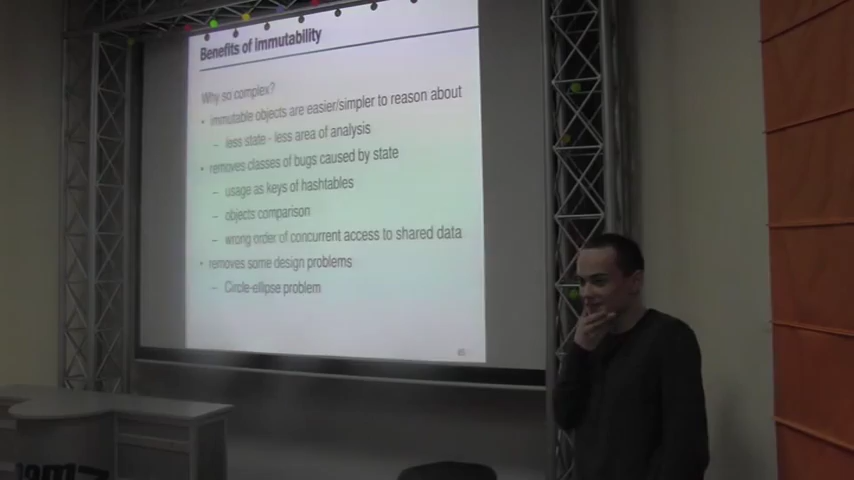 Benefits of immutability
Why so complex?
• immutable objects are easier/simpler to reason about
– less state - less area of analysis
• removes classes of bugs caused by state
– usage as keys of hashtables
– objects comparison
– wrong order of concurrent access to shared data
• removes some design problems
– Circle-ellipse problem